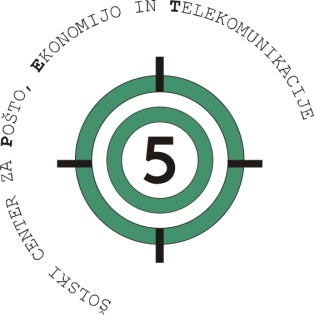 ŠOLSKI CENTER ZA POŠTO, EKONOMIJO IN TELEKOMUNIKACIJE
5